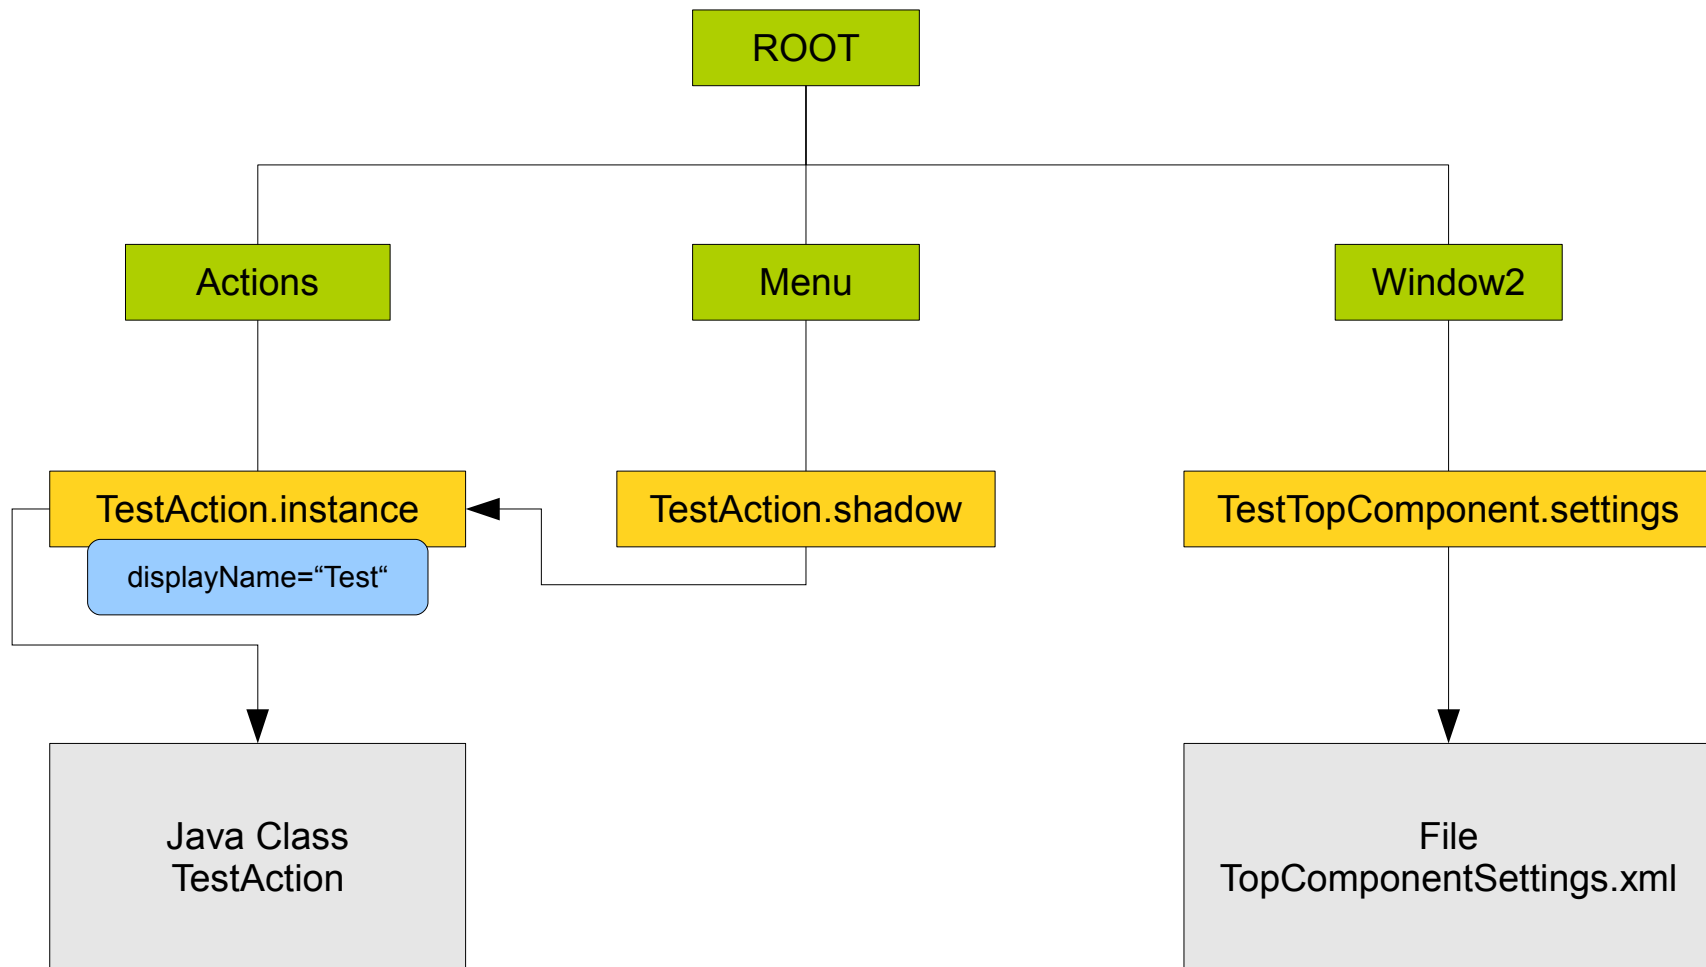 ROOT
Actions
Menu
Window2
TestAction.instance
TestAction.shadow
TestTopComponent.settings
displayName=“Test“
Java Class
TestAction
File
TopComponentSettings.xml